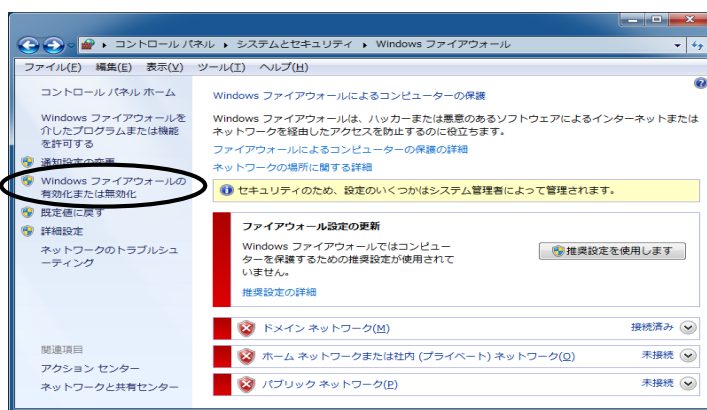 コントロール パネル ▸ システムとセキュリティ ▸ Windows ファイアウォール
ファイル(F) 編集(E) 表示(V) ツール(T) ヘルプ(H)
コントロール パネル ホーム
Windows ファイアウォールを
介したプログラムまたは機能
を許可する
通知設定の変更
Windows ファイアウォールの
有効化または無効化
既定値に戻す
詳細設定
ネットワークのトラブルシュ
ーティング
関連項目
アクション センター
ネットワークと共有センター
Windows ファイアウォールによるコンピューターの保護
Windows ファイアウォールは、ハッカーまたは悪意のあるソフトウェアによるインターネットまたは
ネットワークを経由したアクセスを防止するのに役立ちます。
ファイアウォールによるコンピューターの保護の詳細
ネットワークの場所に関する詳細
セキュリティのため、設定のいくつかはシステム管理者によって管理されます。
ファイアウォール設定の更新
Windows ファイアウォールではコンピュー
ターを保護するための推奨設定が使用されて
いません。
推奨設定を使用します
推奨設定の詳細
ドメイン ネットワーク(M) 接続済み
ホーム ネットワークまたは社内 (プライベート) ネットワーク(O) 未接続
パブリック ネットワーク(P) 未接続